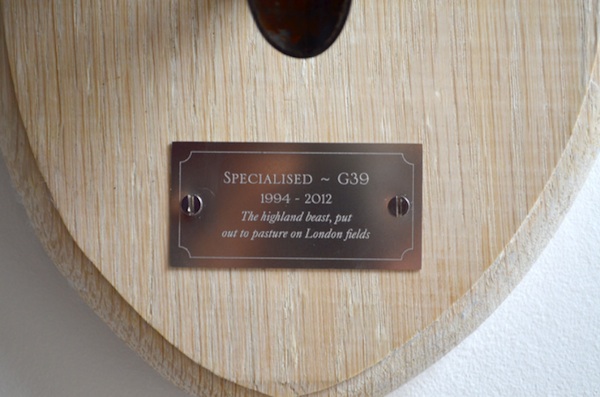 Specialised ~ G39
1994 - 2012
The highland beast, put
out to pasture on London fields